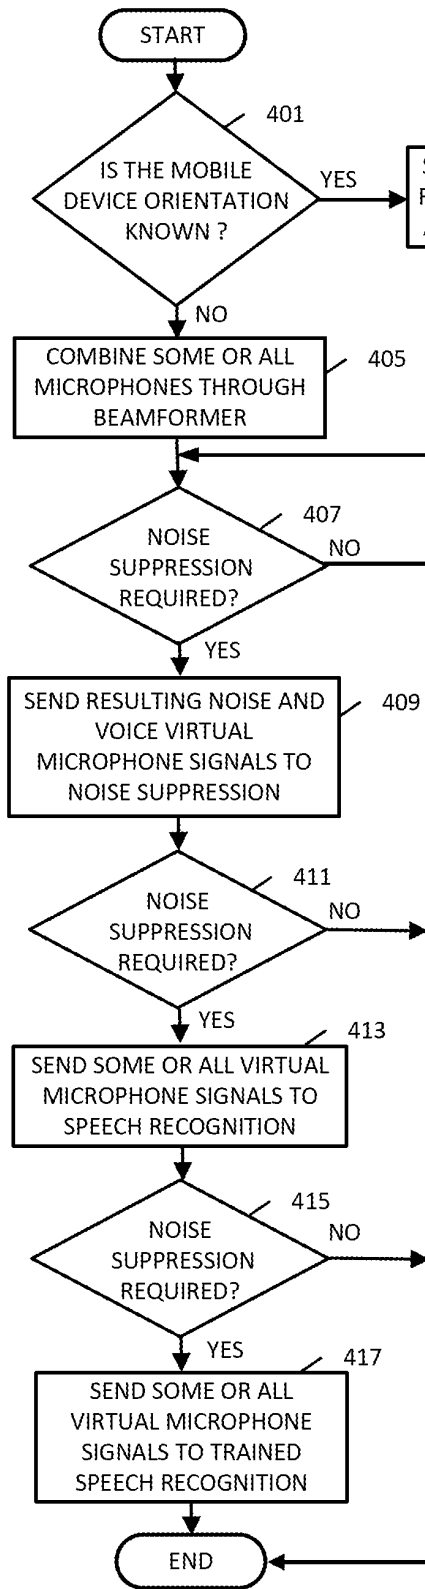 START
401
IS THE MOBILE
DEVICE ORIENTATION
KNOWN ?
YES
NO
COMBINE SOME OR ALL
MICROPHONES THROUGH
BEAMFORMER
405
407
NOISE
SUPPRESSION
REQUIRED?
NO
YES
SEND RESULTING NOISE AND
VOICE VIRTUAL
MICROPHONE SIGNALS TO
NOISE SUPPRESSION
409
411
NOISE
SUPPRESSION
REQUIRED?
NO
YES
413
SEND SOME OR ALL VIRTUAL
MICROPHONE SIGNALS TO
SPEECH RECOGNITION
415
NOISE
SUPPRESSION
REQUIRED?
NO
YES
417
SEND SOME OR ALL
VIRTUAL MICROPHONE
SIGNALS TO TRAINED
SPEECH RECOGNITION
END